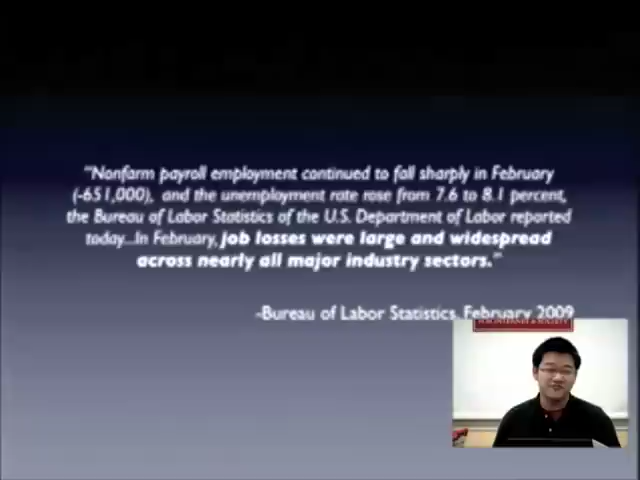 "Nonfarm payroll employment continued to fall sharply in February
(-651,000), and the unemployment rate rose from 7.6 to 8.1 percent,
the Bureau of Labor Statistics of the U.S. Department of Labor reported
today...In February, job losses were large and widespread
across nearly all major industry sectors."
-Bureau of Labor Statistics, February 2009
INTERNET & SOCIETY